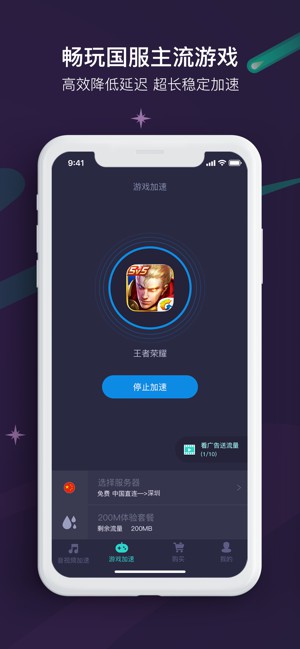 畅玩国服主流游戏
高效降低延迟 超长稳定加速
9:41
游戏加速
5V5
王者荣耀
停止加速
看广告送流量
(1/10)
选择服务器
免费 中国直连—>深圳
200M体验套餐
剩余流量 200MB
音视频加速
游戏加速
购买
我的